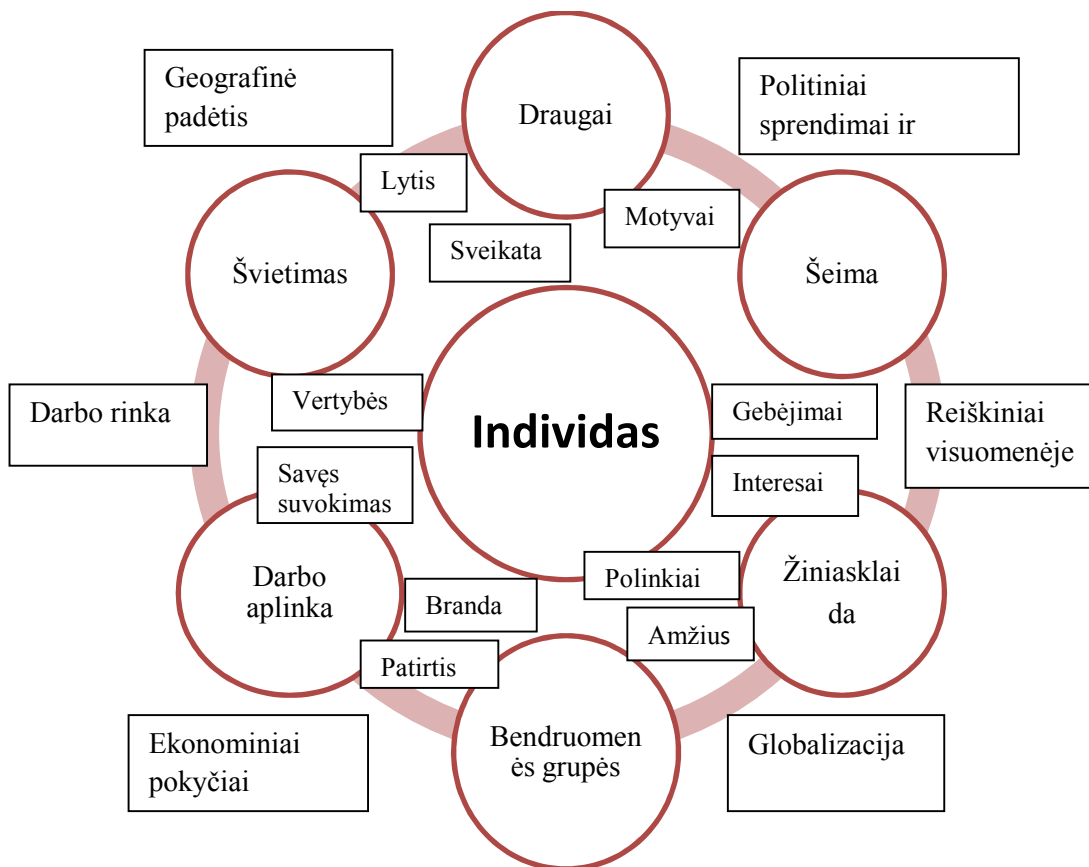 Geografinė
padėtis
Draugai
Politiniai
sprendimai ir
Lytis
Motyvai
Sveikata
Švietimas
Šeima
Vertybės
Gebėjimai
Darbo rinka
Individas
Reiškiniai
visuomenėje
Savęs
suvokimas
Interesai
Darbo
aplinka
Branda
Polinkiai
Žiniasklai
da
Amžius
Patirtis
Ekonominiai
pokyčiai
Bendruomen
ės grupės
Globalizacija